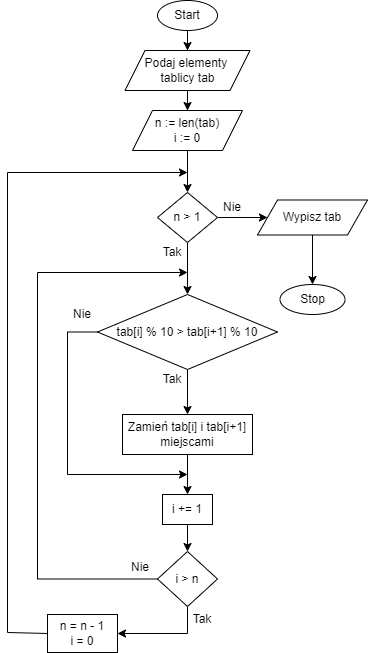 Start
Podaj elementy
tablicy tab
n := len(tab)
i := 0
n > 1
Nie
Wypisz tab
Tak
Stop
Nie
tab[i] % 10 > tab[i+1] % 10
Tak
Zamień tab[i] i tab[i+1]
miejscami
i += 1
Nie
i > n
Tak
n = n - 1
i = 0